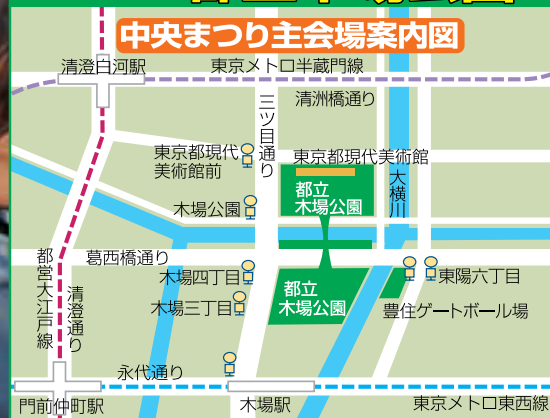 中央まつり主会場案内図
清澄白河駅
東京メトロ半蔵門線
清洲橋通り
三ツ目通り
東京都現代
美術館前
東京都現代美術館
都立
木場公園
大横川
木場公園
葛西橋通り
都営大江戸線
清澄通り
木場四丁目
木場三丁目
都立
木場公園
東陽六丁目
豊住ゲートボール場
永代通り
門前仲町駅
木場駅
東京メトロ東西線